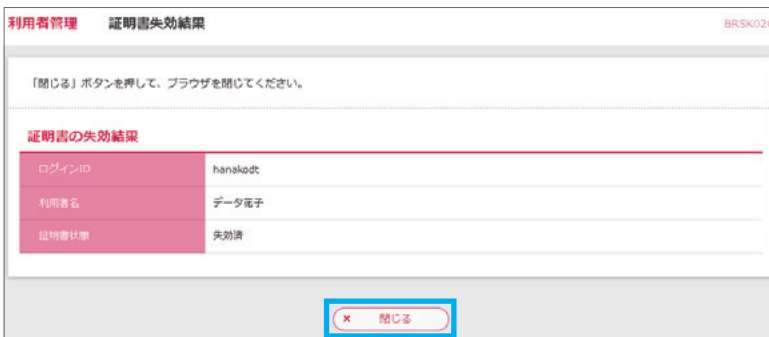 利用者管理 証明書失効結果 BRSK020
「閉じる」ボタンを押して、ブラウザを閉じてください。
証明書の失効結果
ログインID hanakodt
利用者名 データ花子
証明書状態 失効済
× 閉じる